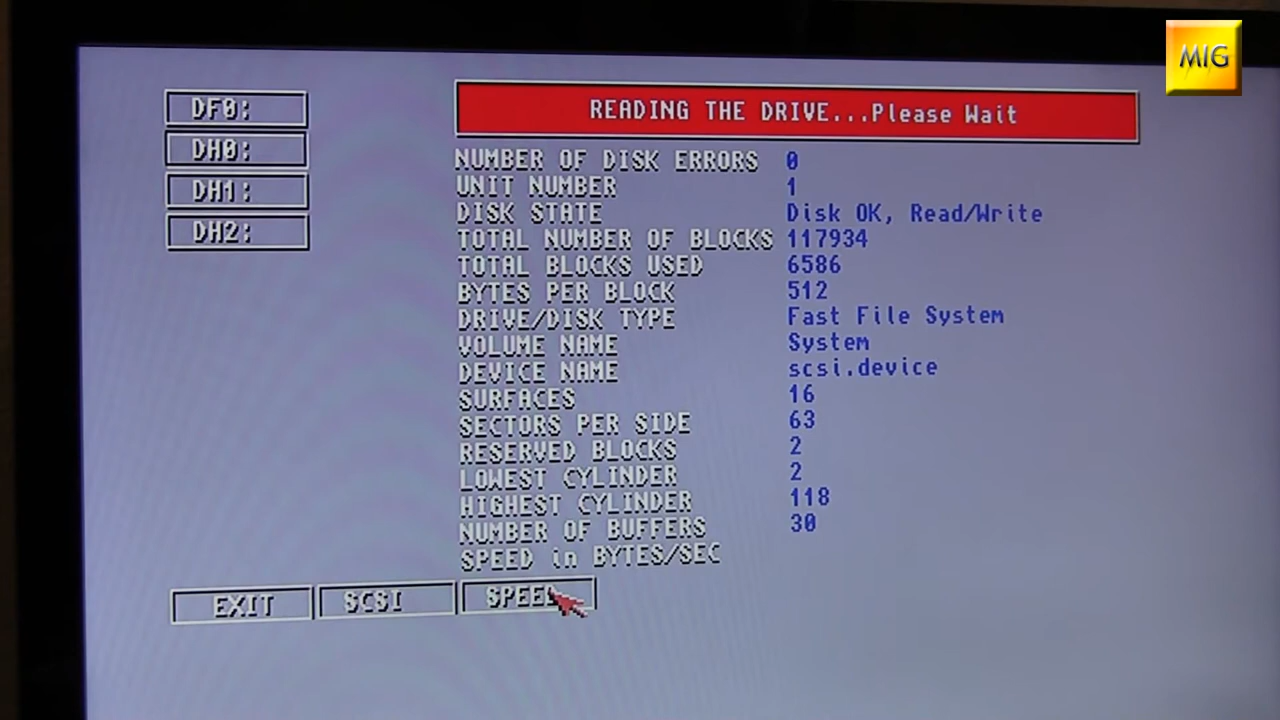 MIG
DF0:
DH0:
DH1:
DH2:
READING THE DRIVE...Please Wait
NUMBER OF DISK ERRORS 0
UNIT NUMBER 1
DISK STATE Disk OK, Read/Write
TOTAL NUMBER OF BLOCKS 117934
TOTAL BLOCKS USED 6586
BYTES PER BLOCK 512
DRIVE/DISK TYPE Fast File System
VOLUME NAME System
DEVICE NAME scsi.device
SURFACES 16
SECTORS PER SIDE 63
RESERVED BLOCKS 2
LOWEST CYLINDER 2
HIGHEST CYLINDER 118
NUMBER OF BUFFERS 30
SPEED in BYTES/SEC
EXIT SCSI SPEED